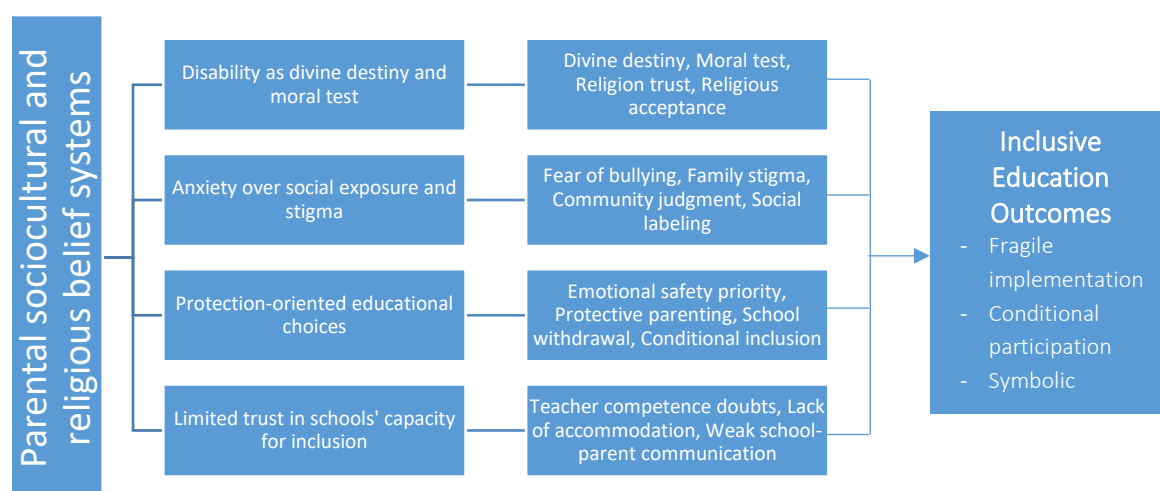 Parental sociocultural and
religious belief systems
Disability as divine destiny and
moral test
Divine destiny, Moral test,
Religion trust, Religious
acceptance
Anxiety over social exposure and
stigma
Fear of bullying, Family stigma,
Community judgment, Social
labeling
Protection-oriented educational
choices
Emotional safety priority,
Protective parenting, School
withdrawal, Conditional inclusion
Limited trust in schools' capacity
for inclusion
Teacher competence doubts, Lack
of accommodation, Weak school-
parent communication
Inclusive
Education
Outcomes
- Fragile
implementation
- Conditional
participation
- Symbolic